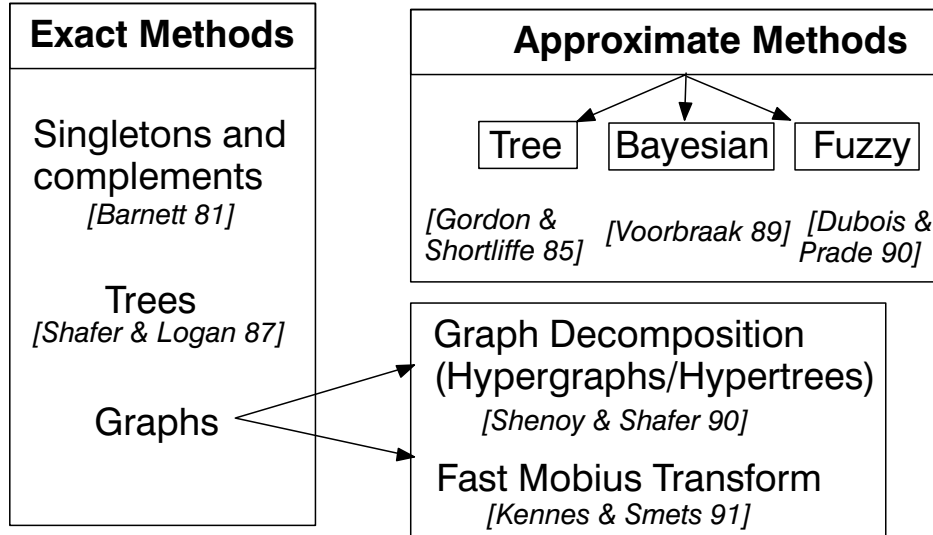 Exact Methods
Singletons and
complements
[Barnett 81]
Trees
[Shafer & Logan 87]
Graphs
Approximate Methods
Tree
Bayesian
Fuzzy
[Gordon &
Shortliffe 85]
[Voorbraak 89]
[Dubois &
Prade 90]
Graph Decomposition
(Hypergraphs/Hypertrees)
[Shenoy & Shafer 90]
Fast Mobius Transform
[Kennes & Smets 91]